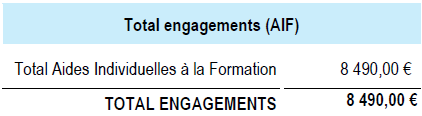 Total engagements (AIF)
Total Aides Individuelles à la Formation 8 490,00 €
TOTAL ENGAGEMENTS 8 490,00 €